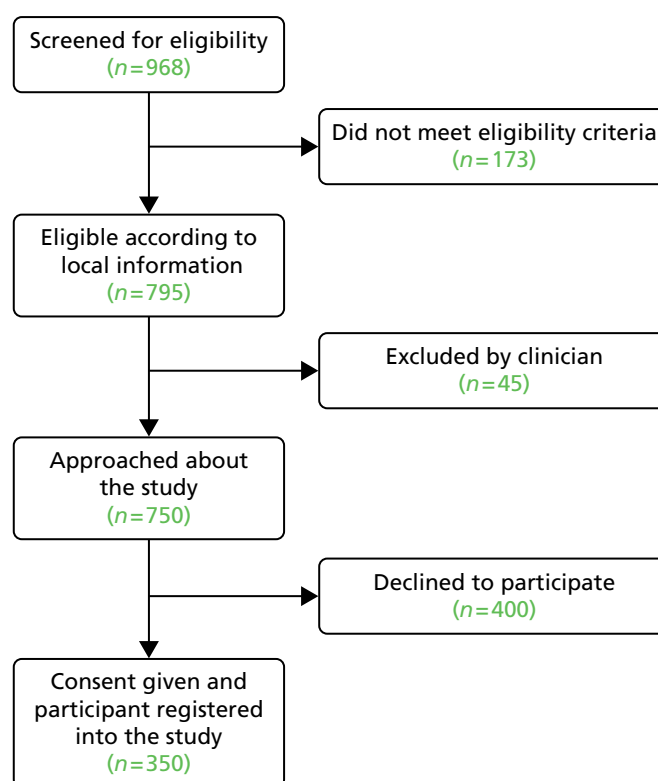 Screened for eligibility
(n=968)
Did not meet eligibility criteria
(n=173)
Eligible according to
local information
(n=795)
Excluded by clinician
(n=45)
Approached about
the study
(n=750)
Declined to participate
(n=400)
Consent given and
participant registered
into the study
(n=350)